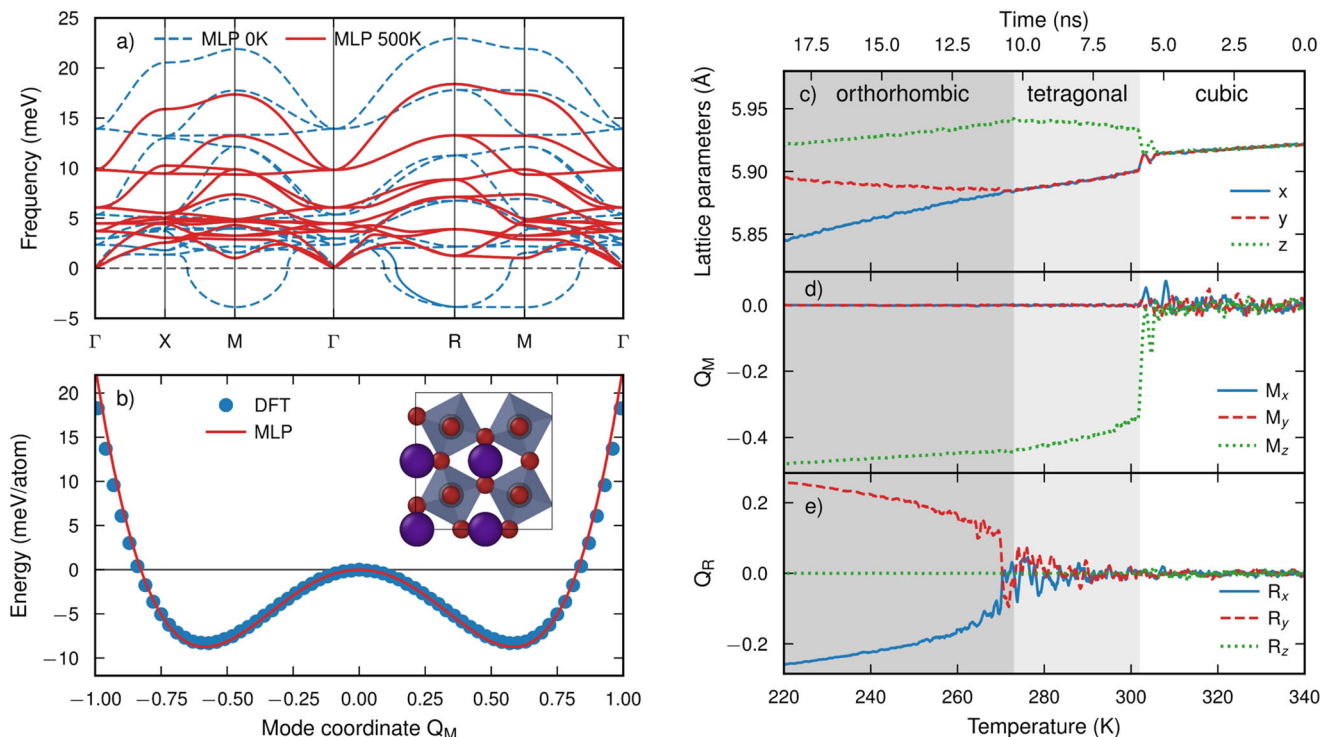 a)
MLP 0K
MLP 500K
Frequency (meV)
25
20
15
10
5
0
−5
Γ X M Γ R M Γ
b)
DFT
MLP
Energy (meV/atom)
20
15
10
5
0
−5
−10
−1.00 −0.75 −0.50 −0.25 0.00 0.25 0.50 0.75 1.00
Mode coordinate Q_M
Time (ns)
17.5 15.0 12.5 10.0 7.5 5.0 2.5 0.0
c)
orthorhombic
tetragonal
cubic
Lattice parameters (Å)
5.95
5.90
5.85
x
y
z
d)
Q_M
0.0
−0.2
−0.4
M_x
M_y
M_z
e)
Q_R
0.2
0.0
−0.2
R_x
R_y
R_z
220 240 260 280 300 320 340
Temperature (K)